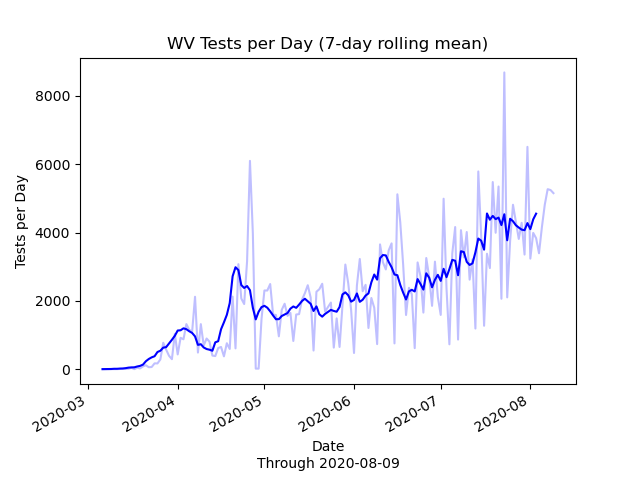 WV Tests per Day (7-day rolling mean)
Tests per Day
8000
6000
4000
2000
0
2020-03
2020-04
2020-05
2020-06
2020-07
2020-08
Date
Through 2020-08-09